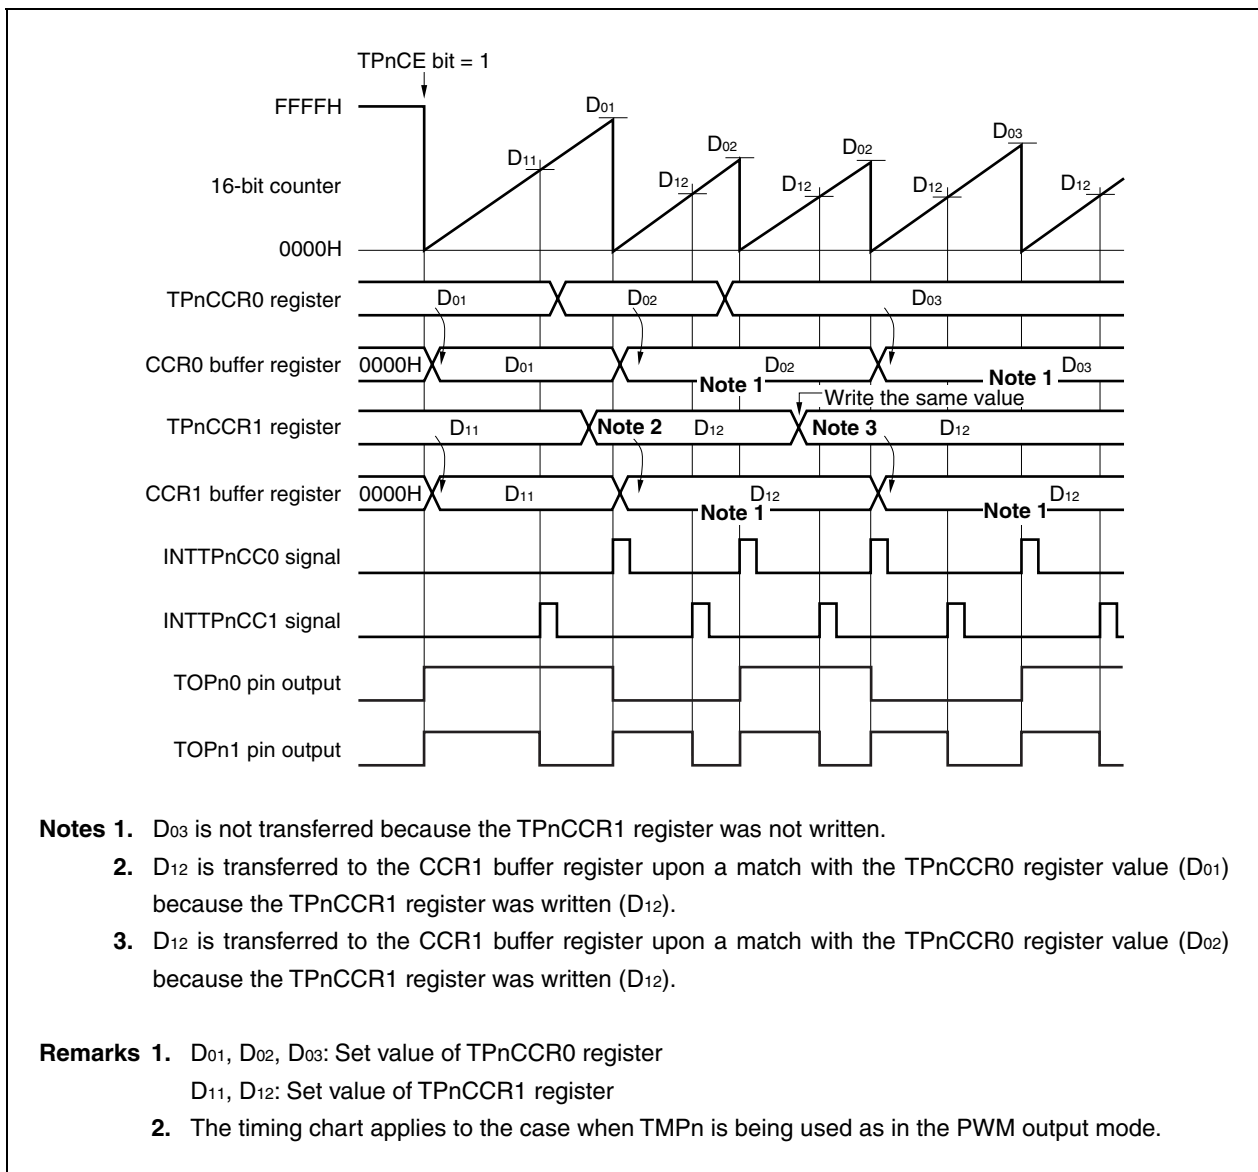 TPnCE bit = 1
FFFFH
D01
D11
D02
D12
D02
D12
D03
D12
D12
16-bit counter
0000H
TPnCCR0 register
D01
D02
D03
CCR0 buffer register
0000H
D01
D02
D03
Note 1
Note 1
Write the same value
TPnCCR1 register
D11
Note 2
D12
Note 3
D12
CCR1 buffer register
0000H
D11
D12
D12
Note 1
Note 1
INTTPnCC0 signal
INTTPnCC1 signal
TOPn0 pin output
TOPn1 pin output
Notes 1. D03 is not transferred because the TPnCCR1 register was not written.
2. D12 is transferred to the CCR1 buffer register upon a match with the TPnCCR0 register value (D01)
because the TPnCCR1 register was written (D12).
3. D12 is transferred to the CCR1 buffer register upon a match with the TPnCCR0 register value (D02)
because the TPnCCR1 register was written (D12).
Remarks 1. D01, D02, D03: Set value of TPnCCR0 register
D11, D12: Set value of TPnCCR1 register
2. The timing chart applies to the case when TMPn is being used as in the PWM output mode.